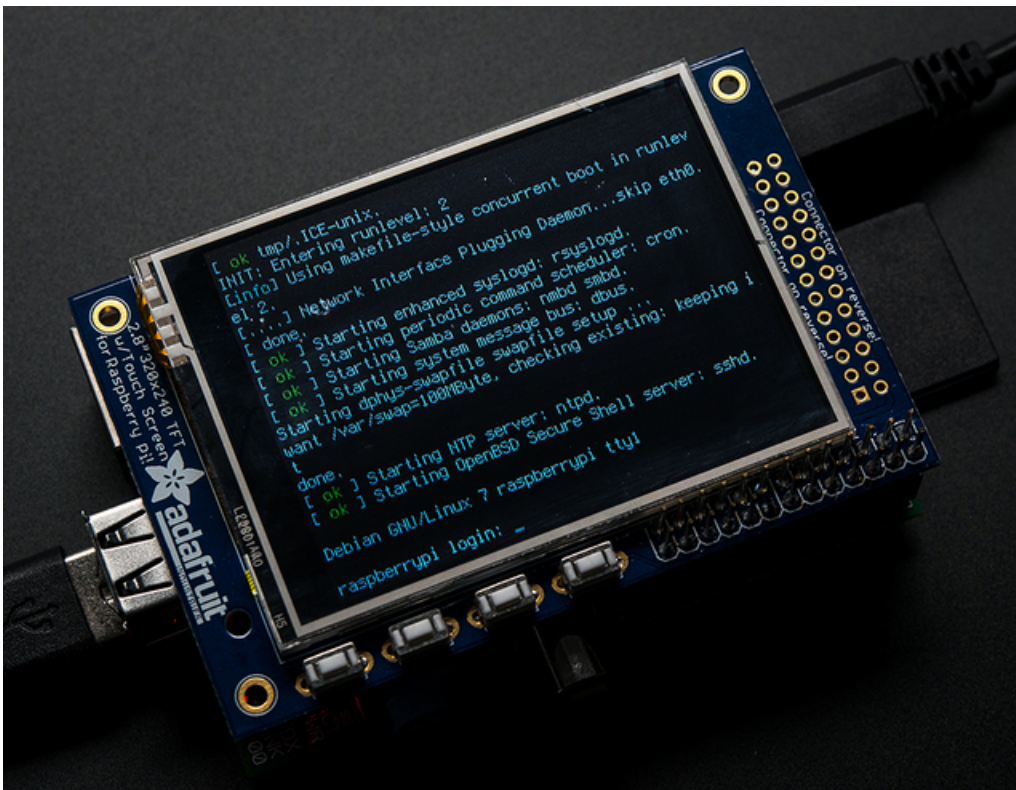 [ ok tmp/.ICE-unix.
INIT: Entering runlevel: 2
[info] Using makefile-style concurrent boot in runlev
el 2.
[....] Network Interface Plugging Daemon...skip eth0.
done.
[ ok ] Starting enhanced syslogd: rsyslogd.
[ ok ] Starting periodic command scheduler: cron.
[ ok ] Starting Samba daemons: nmbd smbd.
[ ok ] Starting system message bus: dbus.
Starting dphys-swapfile swapfile setup ...
want /var/swap=100MByte, checking existing: keeping i
t
done.
[ ok ] Starting NTP server: ntpd.
[ ok ] Starting OpenBSD Secure Shell server: sshd.
Debian GNU/Linux 7 raspberrypi tty1
raspberrypi login: _
2.8" 320x240 TFT
w/Touch Screen
for Raspberry Pi!
adafruit
HS
Connector on reverse!
Connector on reverse!